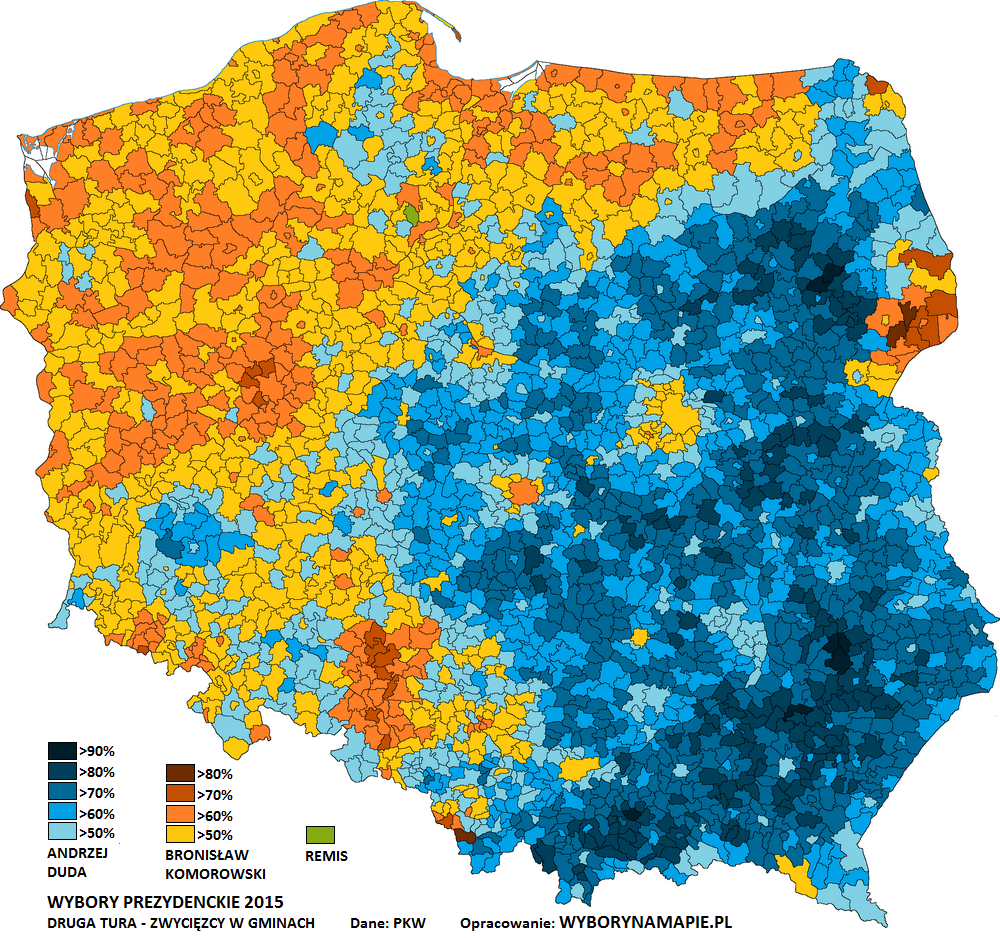 >90%
>80%
>70%
>60%
>50%
ANDRZEJ
DUDA
>80%
>70%
>60%
>50%
BRONISŁAW
KOMOROWSKI
REMIS
WYBORY PREZYDENCKIE 2015
DRUGA TURA - ZWYCIĘZCY W GMINACH Dane: PKW Opracowanie: WYBORYNAMAPIE.PL